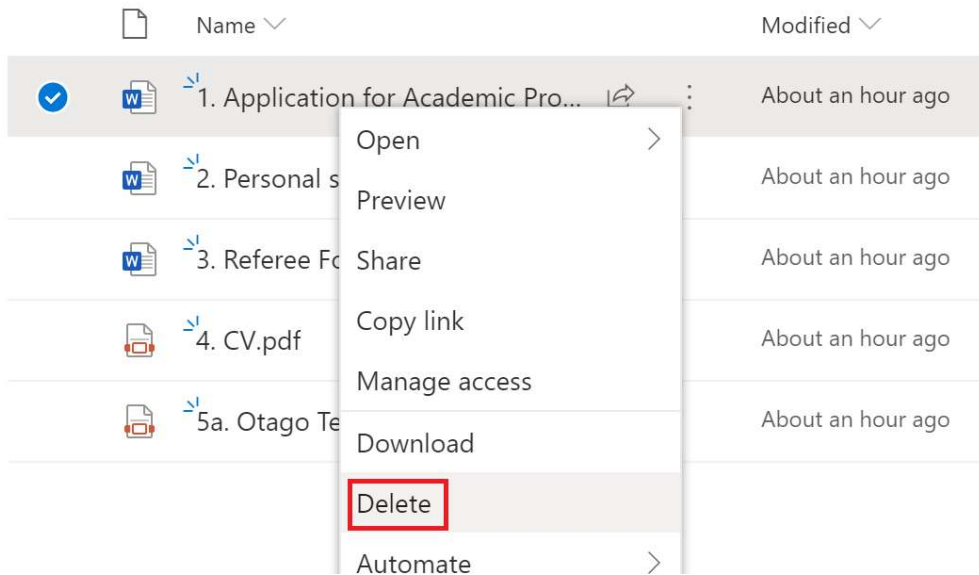 Name Modified
1. Application for Academic Pro... About an hour ago
Open
2. Personal s About an hour ago
Preview
3. Referee Fo About an hour ago
Share
Copy link
4. CV.pdf About an hour ago
Manage access
5a. Otago Te About an hour ago
Download
Delete
Automate